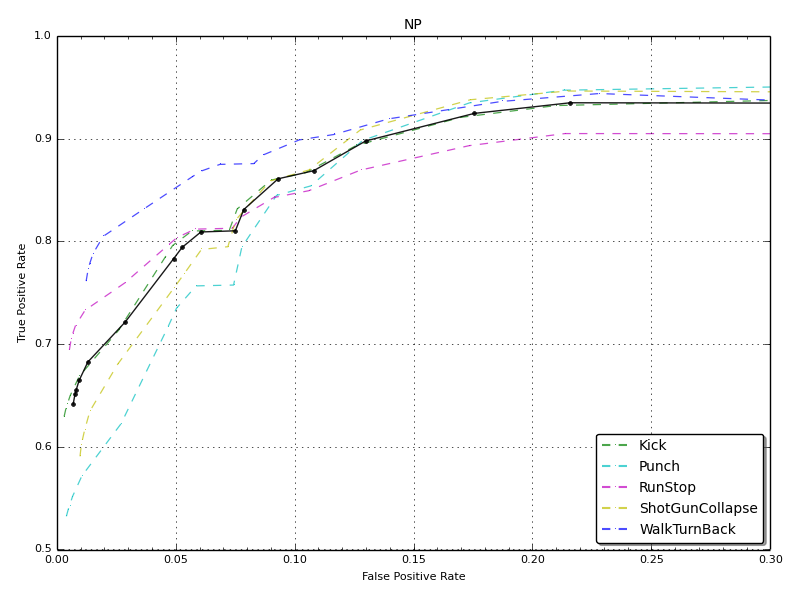 NP
1.0
0.9
0.8
0.7
0.6
0.5
True Positive Rate
0.00
0.05
0.10
0.15
0.20
0.25
0.30
False Positive Rate
Kick
Punch
RunStop
ShotGunCollapse
WalkTurnBack